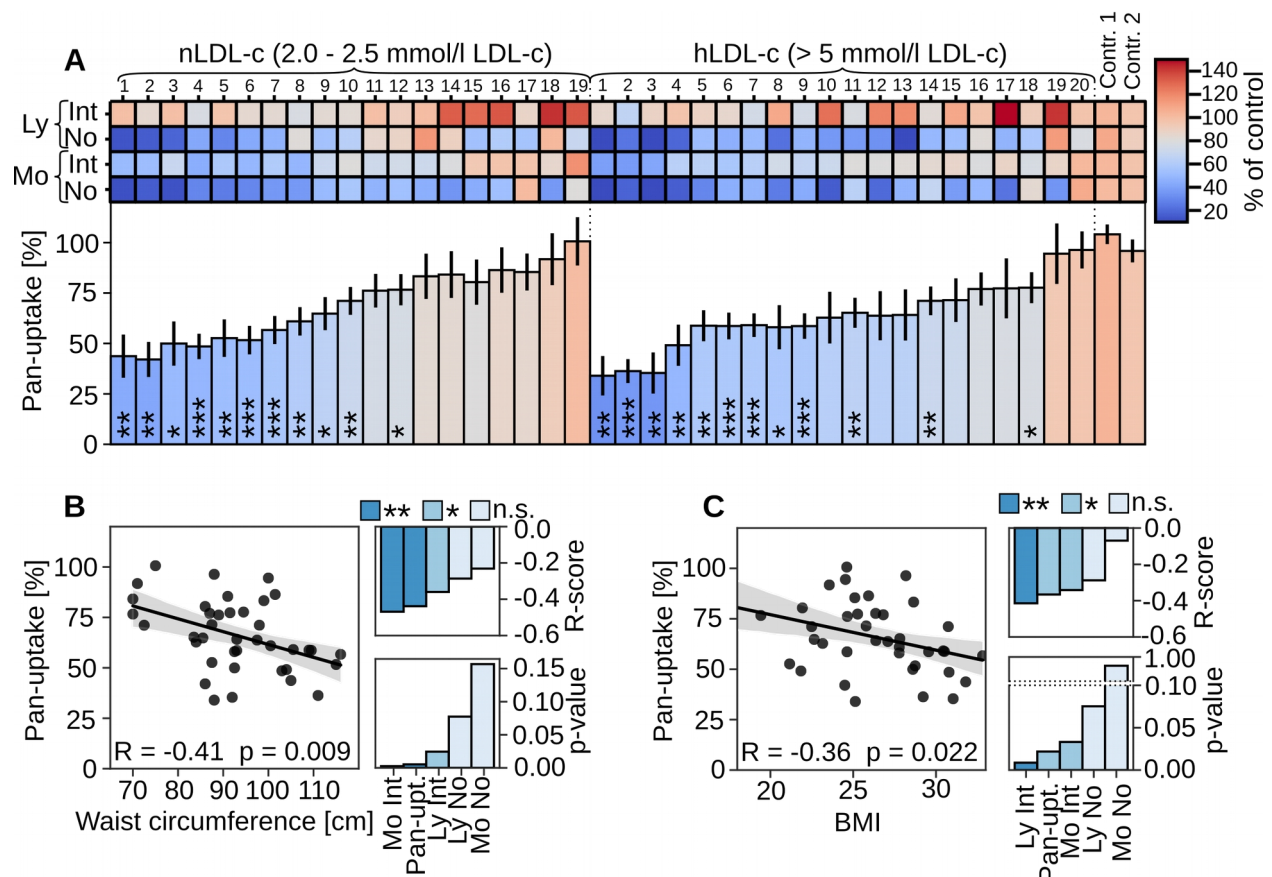 A
nLDL-c (2.0 - 2.5 mmol/l LDL-c)
hLDL-c (> 5 mmol/l LDL-c)
Contr. 1
Contr. 2
1 2 3 4 5 6 7 8 9 10 11 12 13 14 15 16 17 18 19
1 2 3 4 5 6 7 8 9 10 11 12 13 14 15 16 17 18 19 20
Ly
Int
No
Mo
Int
No
140
120
100
80
60
40
20
% of control
Pan-uptake [%]
100
75
50
25
0
** ** * *** ** *** *** ** * ** *
** *** ** ** ** *** *** * *** ** ** *
B
** * n.s.
Pan-uptake [%]
100
75
50
25
0
R = -0.41 p = 0.009
70 80 90 100 110
Waist circumference [cm]
0.0
-0.2
-0.4
-0.6
R-score
0.15
0.10
0.05
0.00
p-value
Mo Int
Pan-upt.
Ly Int
Ly No
Mo No
C
** * n.s.
Pan-uptake [%]
100
75
50
25
0
R = -0.36 p = 0.022
20 25 30
BMI
0.0
-0.2
-0.4
-0.6
R-score
1.00
0.10
0.05
0.00
p-value
Ly Int
Pan-upt.
Mo Int
Ly No
Mo No